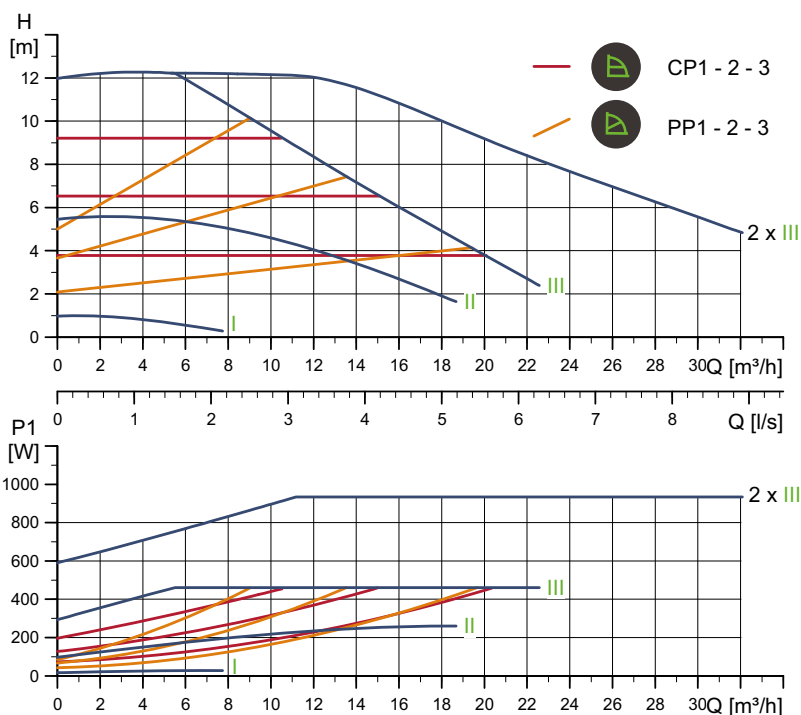 H
[m]
12
10
8
6
4
2
0
CP1 - 2 - 3
PP1 - 2 - 3
2 x III
III
II
I
0 2 4 6 8 10 12 14 16 18 20 22 24 26 28 30 Q [m³/h]
0 1 2 3 4 5 6 7 8 Q [l/s]
P1
[W]
1000
800
600
400
200
0
2 x III
III
II
I
0 2 4 6 8 10 12 14 16 18 20 22 24 26 28 30 Q [m³/h]